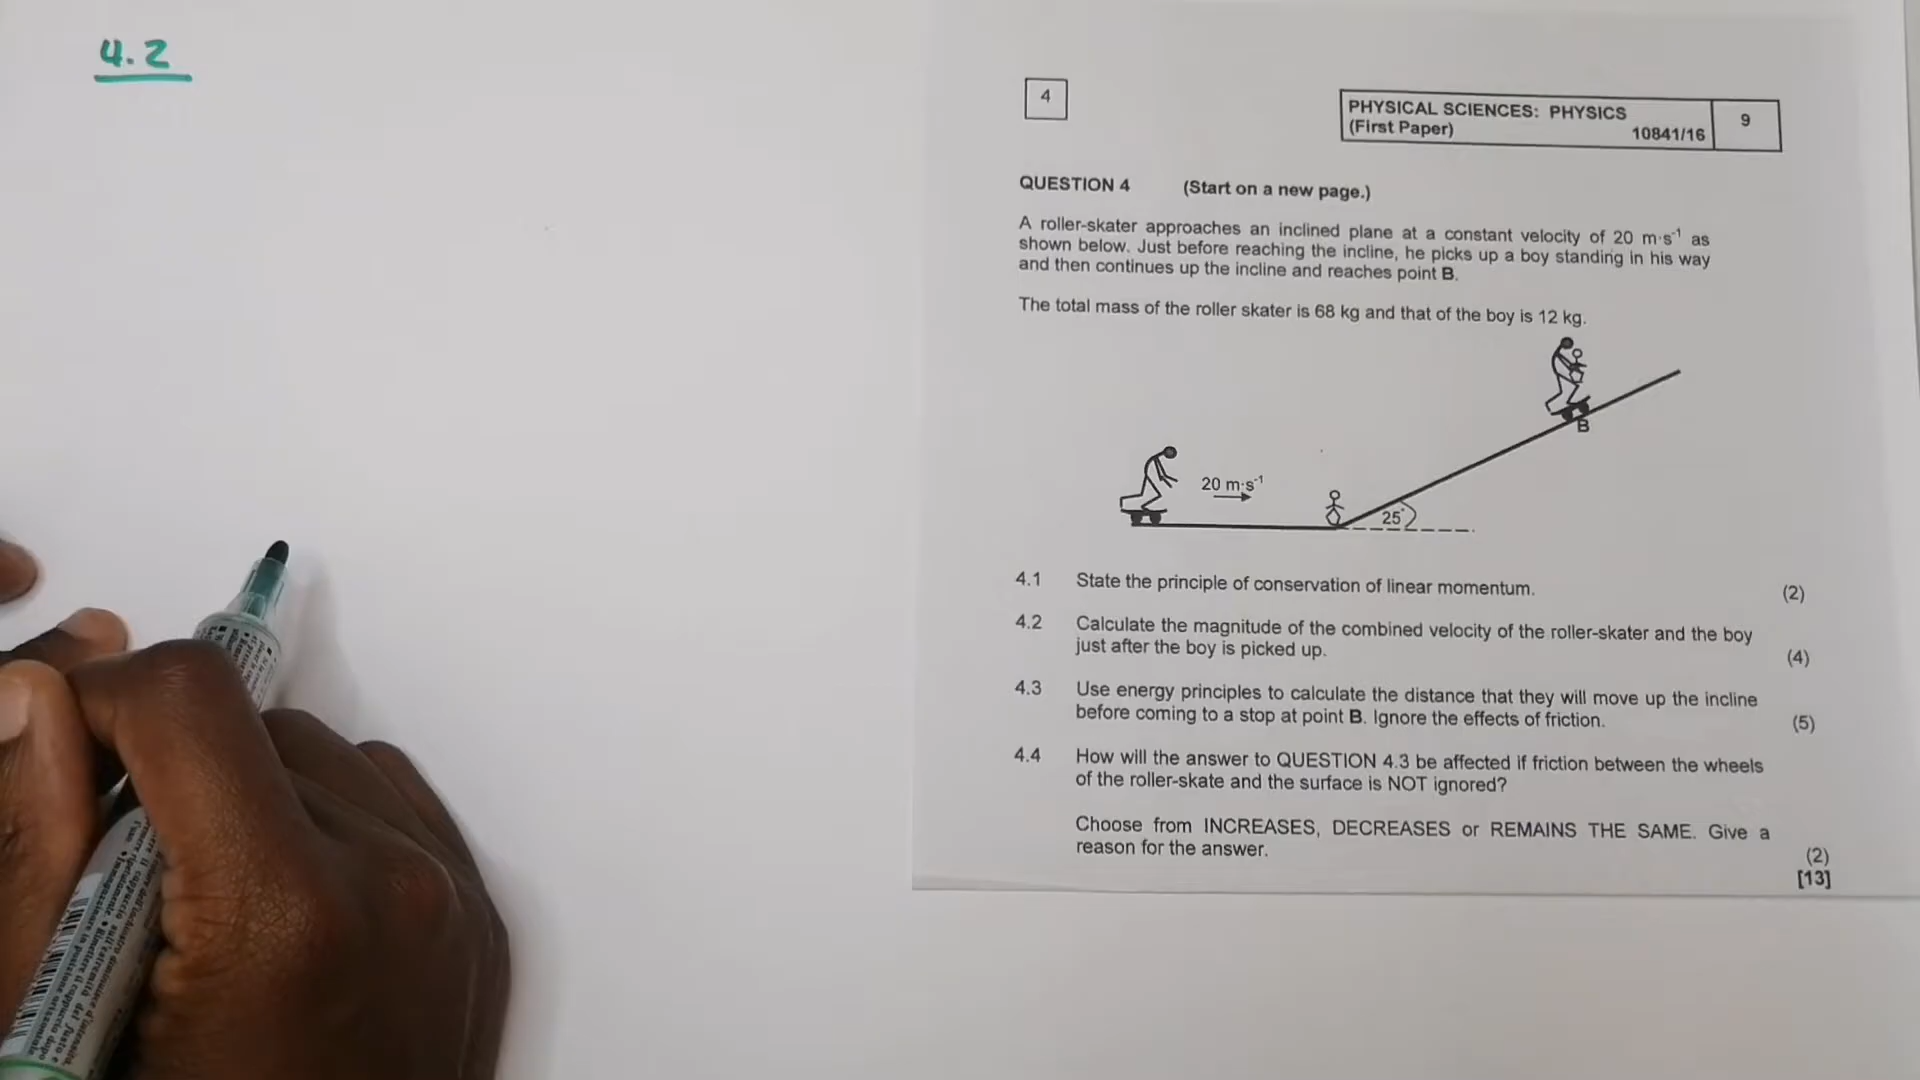 4.2
4
PHYSICAL SCIENCES: PHYSICS
(First Paper) 10841/16
9
QUESTION 4 (Start on a new page.)
A roller-skater approaches an inclined plane at a constant velocity of 20 m·s⁻¹ as
shown below. Just before reaching the incline, he picks up a boy standing in his way
and then continues up the incline and reaches point B.
The total mass of the roller skater is 68 kg and that of the boy is 12 kg.
B
20 m·s⁻¹
25°
4.1 State the principle of conservation of linear momentum. (2)
4.2 Calculate the magnitude of the combined velocity of the roller-skater and the boy
just after the boy is picked up. (4)
4.3 Use energy principles to calculate the distance that they will move up the incline
before coming to a stop at point B. Ignore the effects of friction. (5)
4.4 How will the answer to QUESTION 4.3 be affected if friction between the wheels
of the roller-skate and the surface is NOT ignored?
Choose from INCREASES, DECREASES or REMAINS THE SAME. Give a
reason for the answer. (2)
[13]